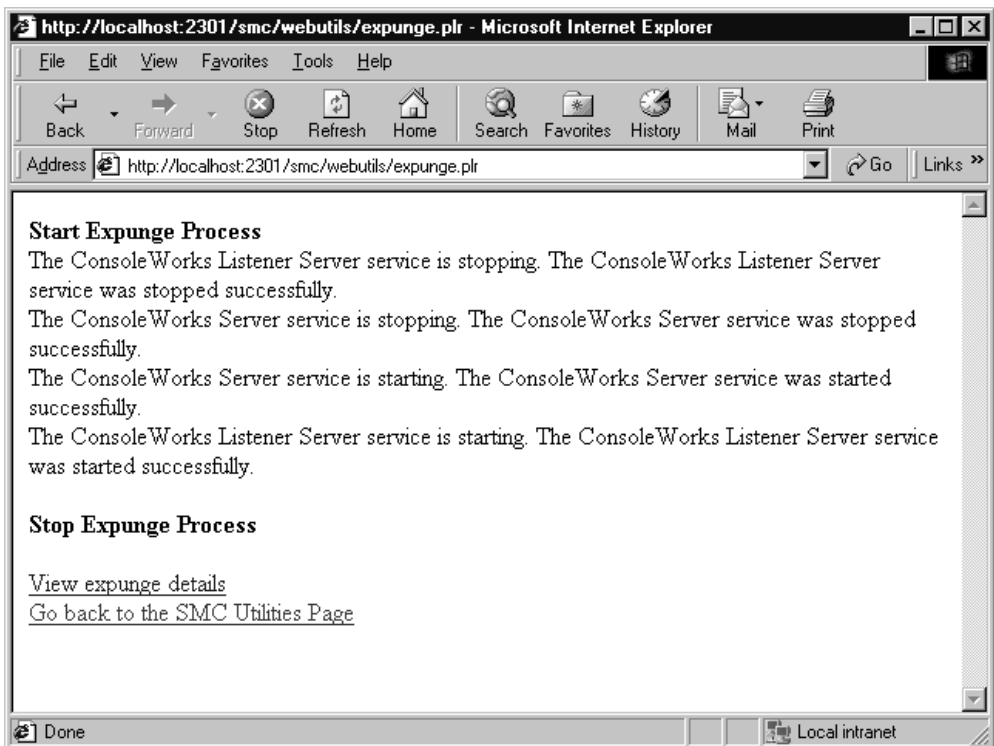 http://localhost:2301/smc/webutils/expunge.plr - Microsoft Internet Explorer
File Edit View Favorites Tools Help
Back Forward Stop Refresh Home Search Favorites History Mail Print
Address http://localhost:2301/smc/webutils/expunge.plr Go Links »
Start Expunge Process
The ConsoleWorks Listener Server service is stopping. The ConsoleWorks Listener Server
service was stopped successfully.
The ConsoleWorks Server service is stopping. The ConsoleWorks Server service was stopped
successfully.
The ConsoleWorks Server service is starting. The ConsoleWorks Server service was started
successfully.
The ConsoleWorks Listener Server service is starting. The ConsoleWorks Listener Server service
was started successfully.
Stop Expunge Process
View expunge details
Go back to the SMC Utilities Page
Done Local intranet